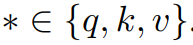 ∗ ∈ {q, k, v}.